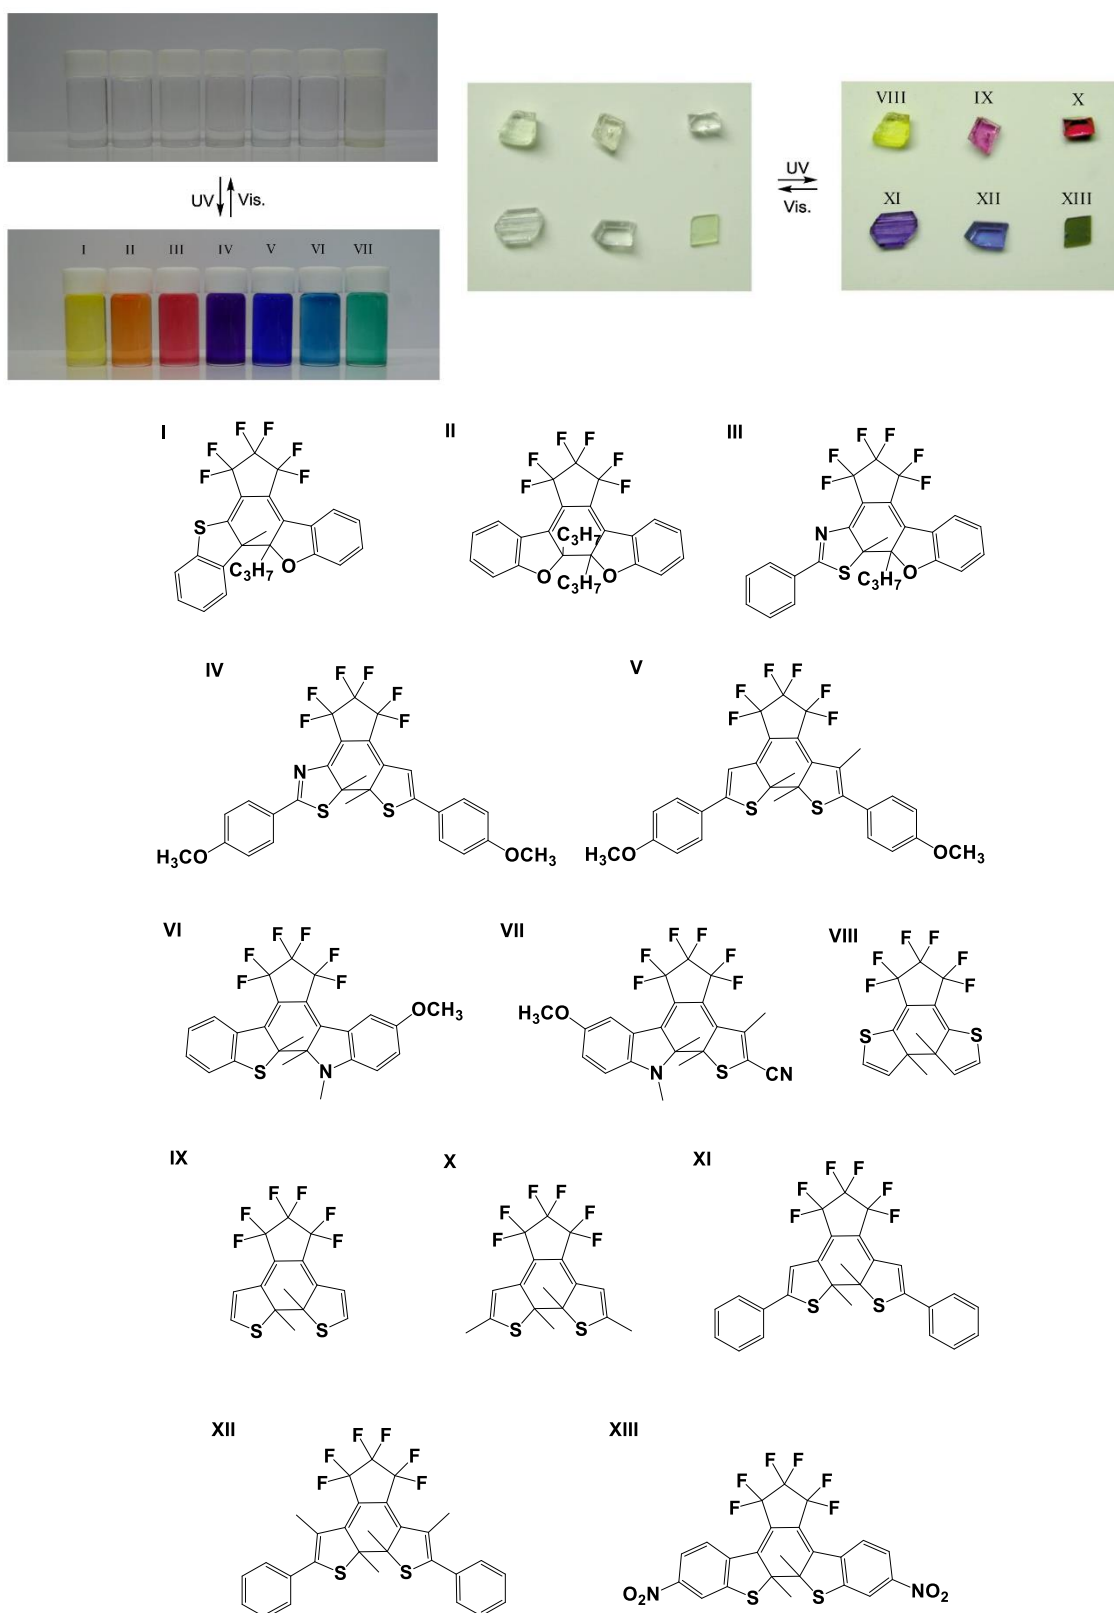 UV Vis.
I II III IV V VI VII
UV
Vis.
VIII IX X
XI XII XIII
I
F F
F F
F F
S
C3H7 O
II
F F
F F
F F
C3H7
O O
C3H7
III
F F
F F
F F
N
S O
C3H7
IV
F F
F F
F F
N
S S
H3CO
OCH3
V
F F
F F
F F
S S
H3CO
OCH3
VI
F F
F F
F F
OCH3
S N
VII
F F
F F
F F
H3CO
N S
CN
VIII
F F
F F
F F
S S
IX
F F
F F
F F
S S
X
F F
F F
F F
S S
XI
F F
F F
F F
S S
XII
F F
F F
F F
S S
XIII
F F
F F
F F
O2N S S NO2